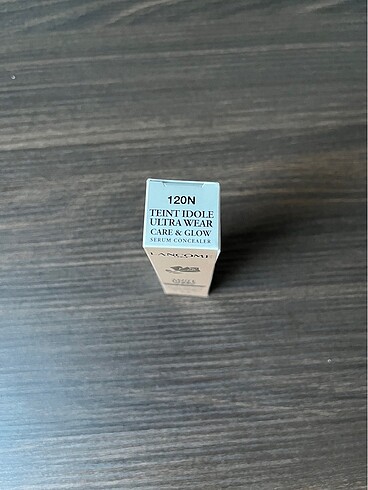 120N
TEINT IDOLE
ULTRA WEAR
CARE & GLOW
SERUM CONCEALER
LANCÔME